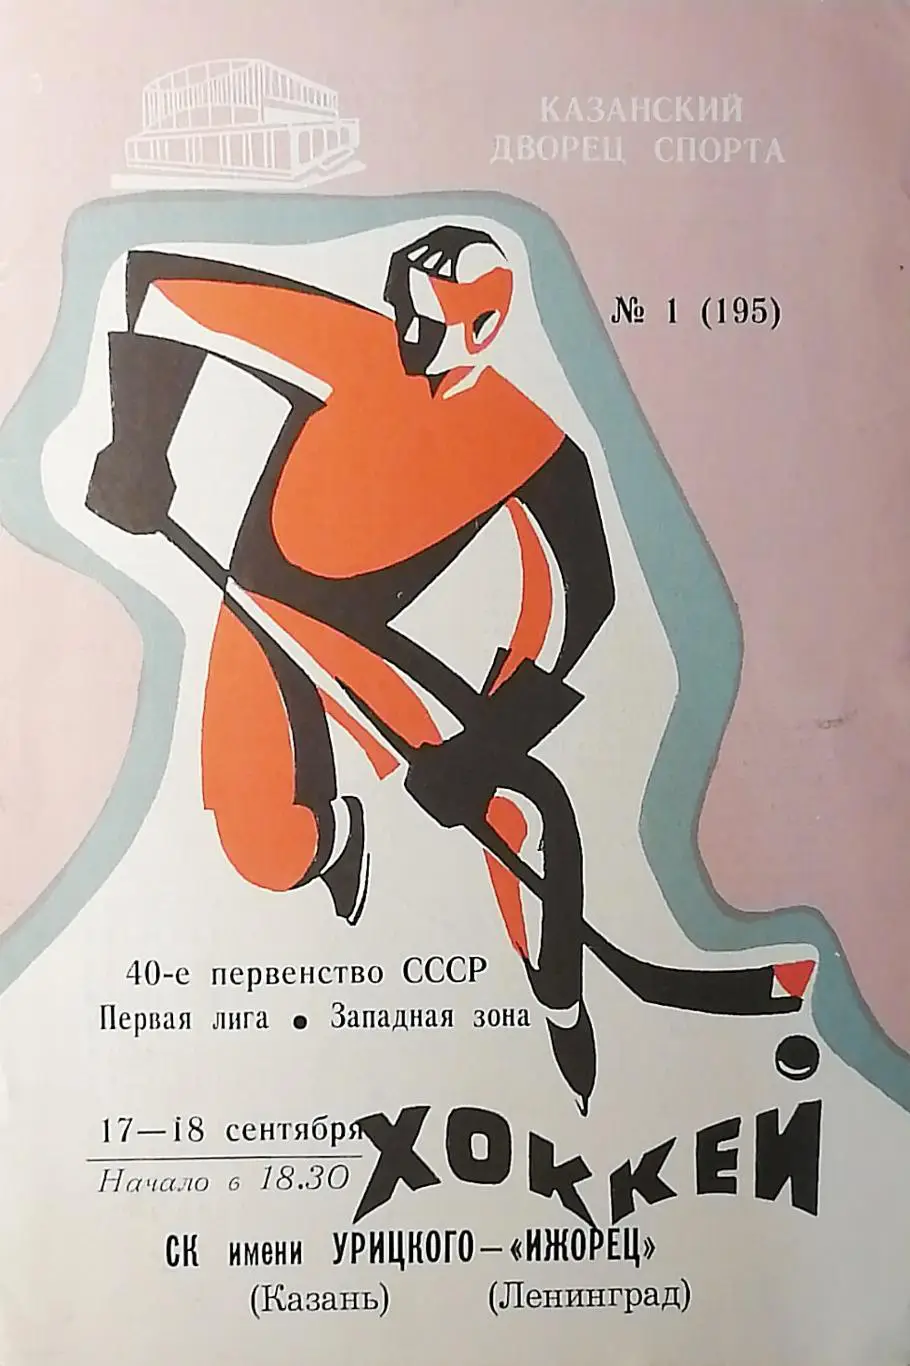 КАЗАНСКИЙ
ДВОРЕЦ СПОРТА
№ 1 (195)
40-е первенство СССР
Первая лига • Западная зона
17—18 сентября
Начало в 18.30
ХОККЕЙ
СК имени УРИЦКОГО — «ИЖОРЕЦ»
(Казань) (Ленинград)